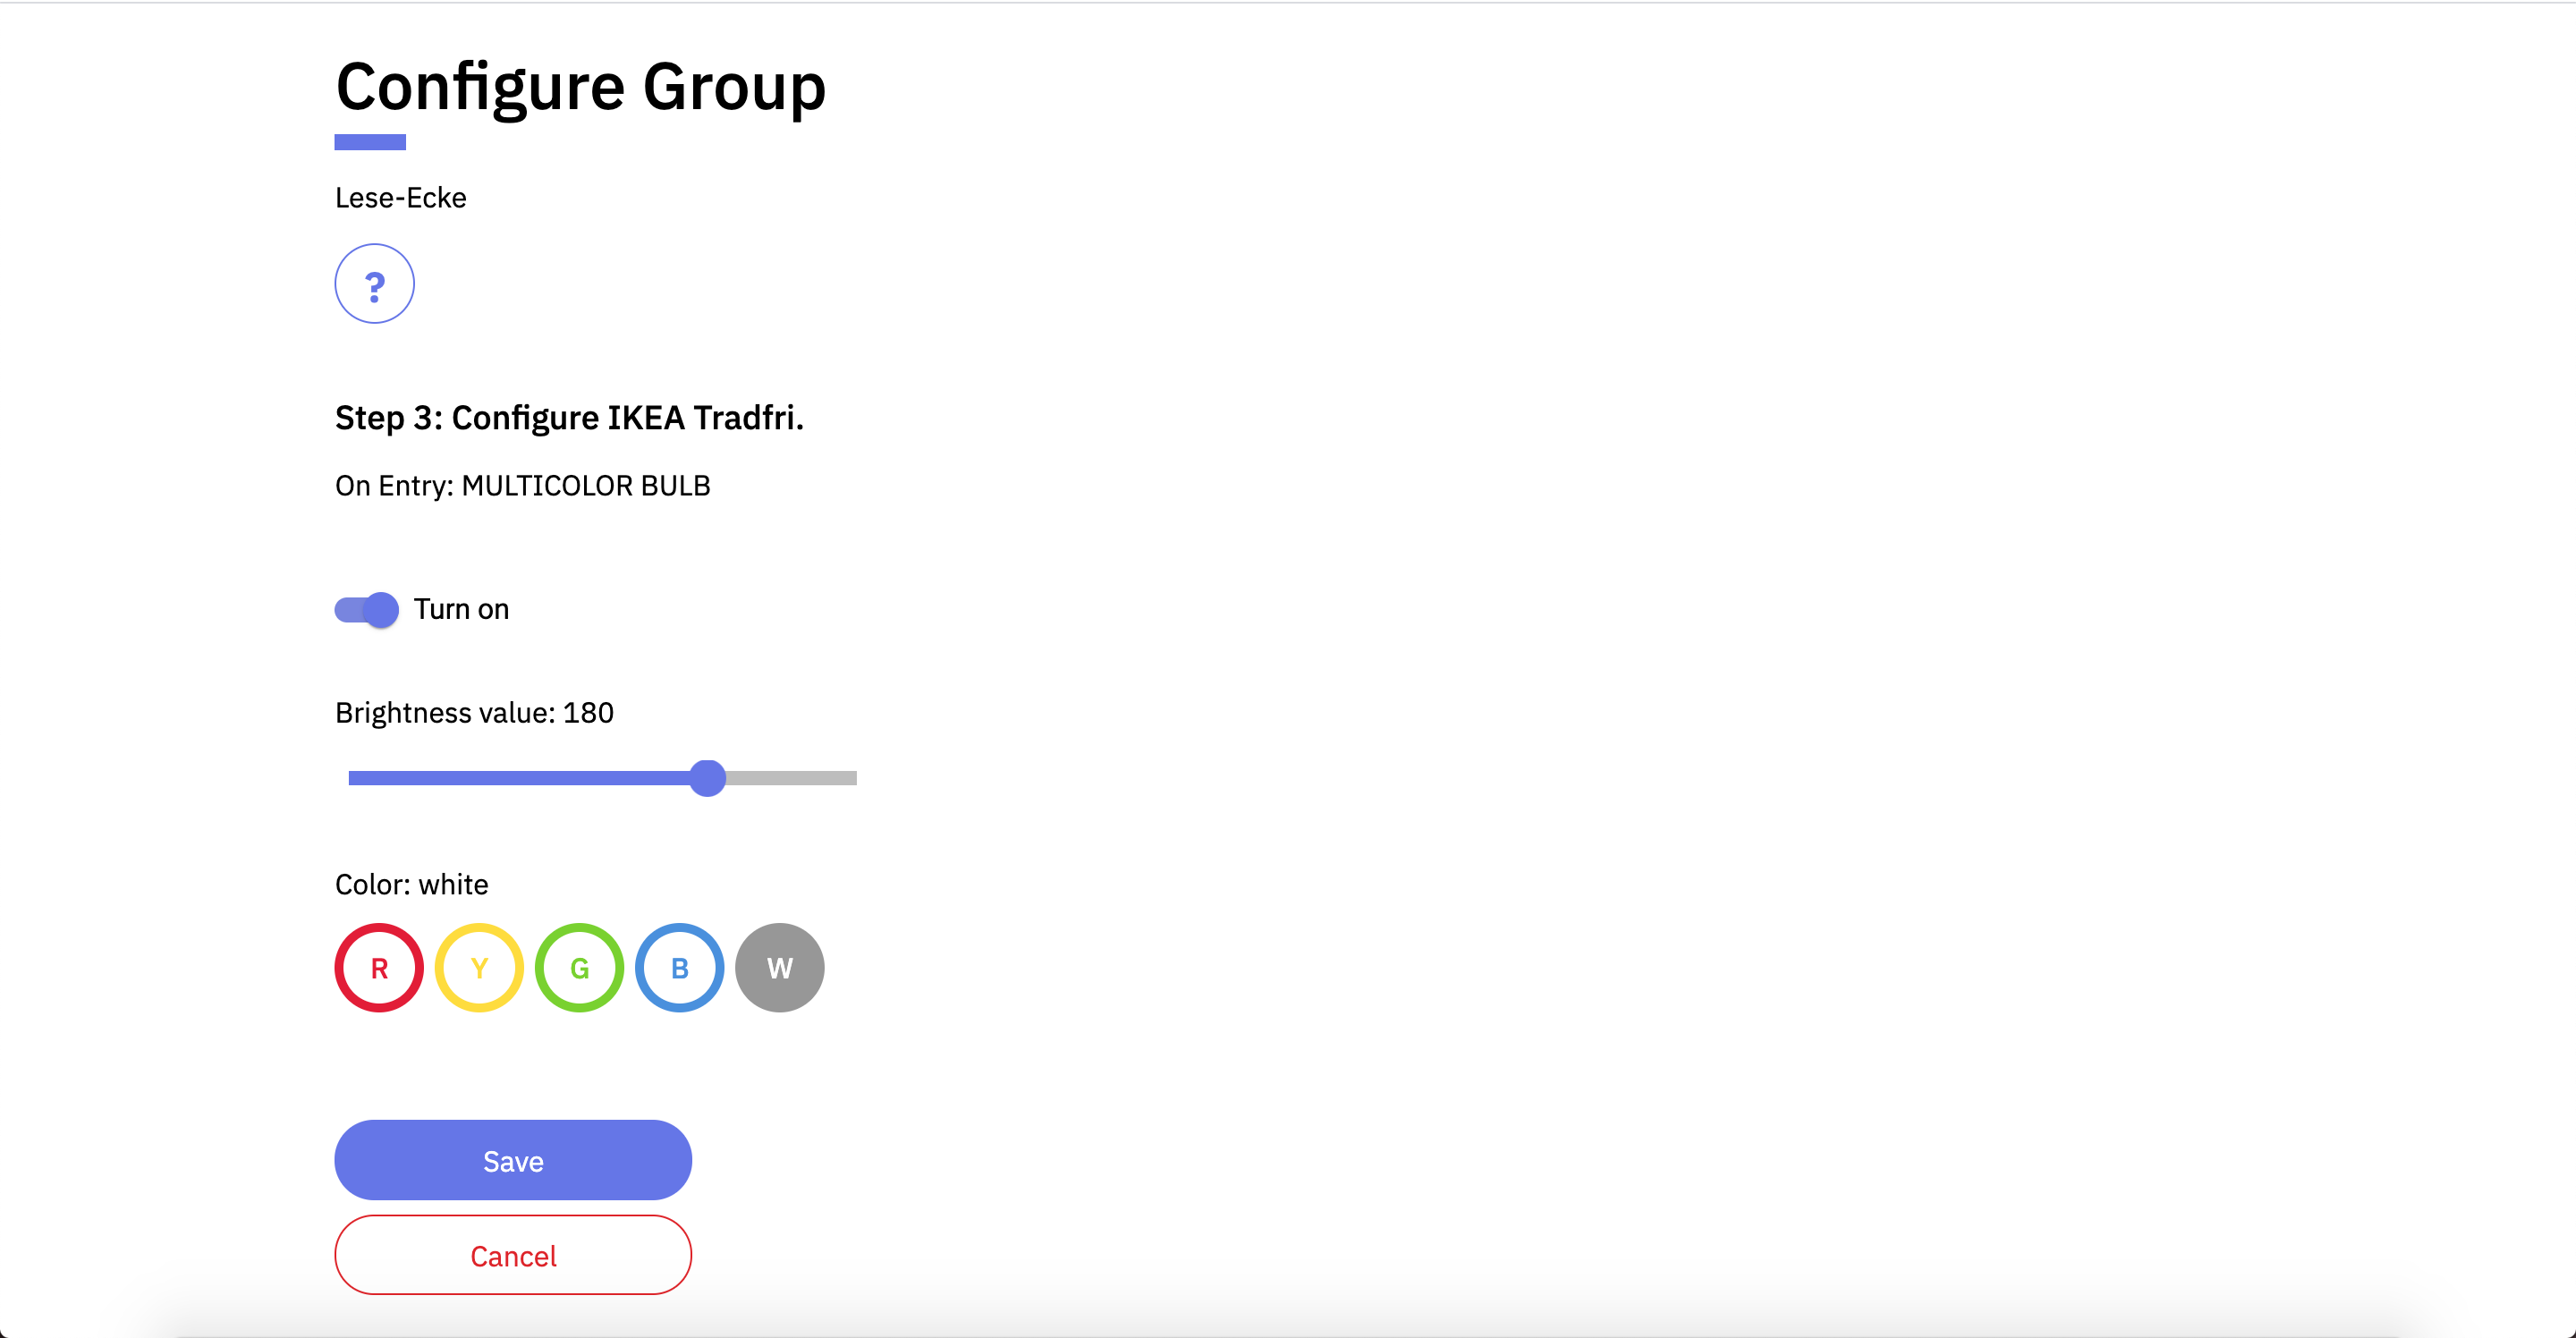 Configure Group
Lese-Ecke
?
Step 3: Configure IKEA Tradfri.
On Entry: MULTICOLOR BULB
Turn on
Brightness value: 180
Color: white
R Y G B W
Save
Cancel